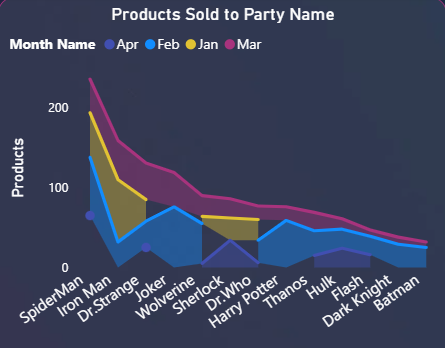 Products Sold to Party Name
Month Name Apr Feb Jan Mar
Products
200
100
0
SpiderMan
Iron Man
Dr.Strange
Joker
Wolverine
Sherlock
Dr.Who
Harry Potter
Thanos
Hulk
Flash
Dark Knight
Batman